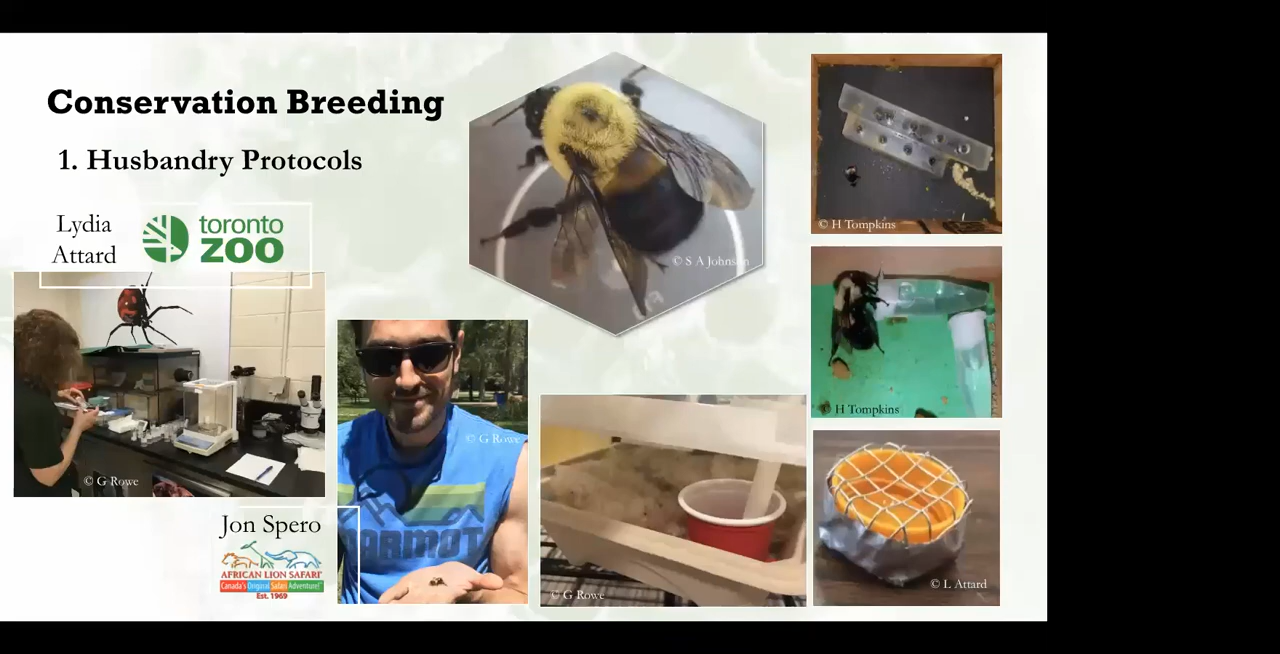 Conservation Breeding
1. Husbandry Protocols
Lydia
Attard
toronto
ZOO
© S A Johnson
© H Tompkins
© H Tompkins
© G Rowe
© G Rowe
MARMOT
Jon Spero
AFRICAN LION SAFARI
Canada's Original Safari Adventure!
Est. 1969
© G Rowe
© L Attard